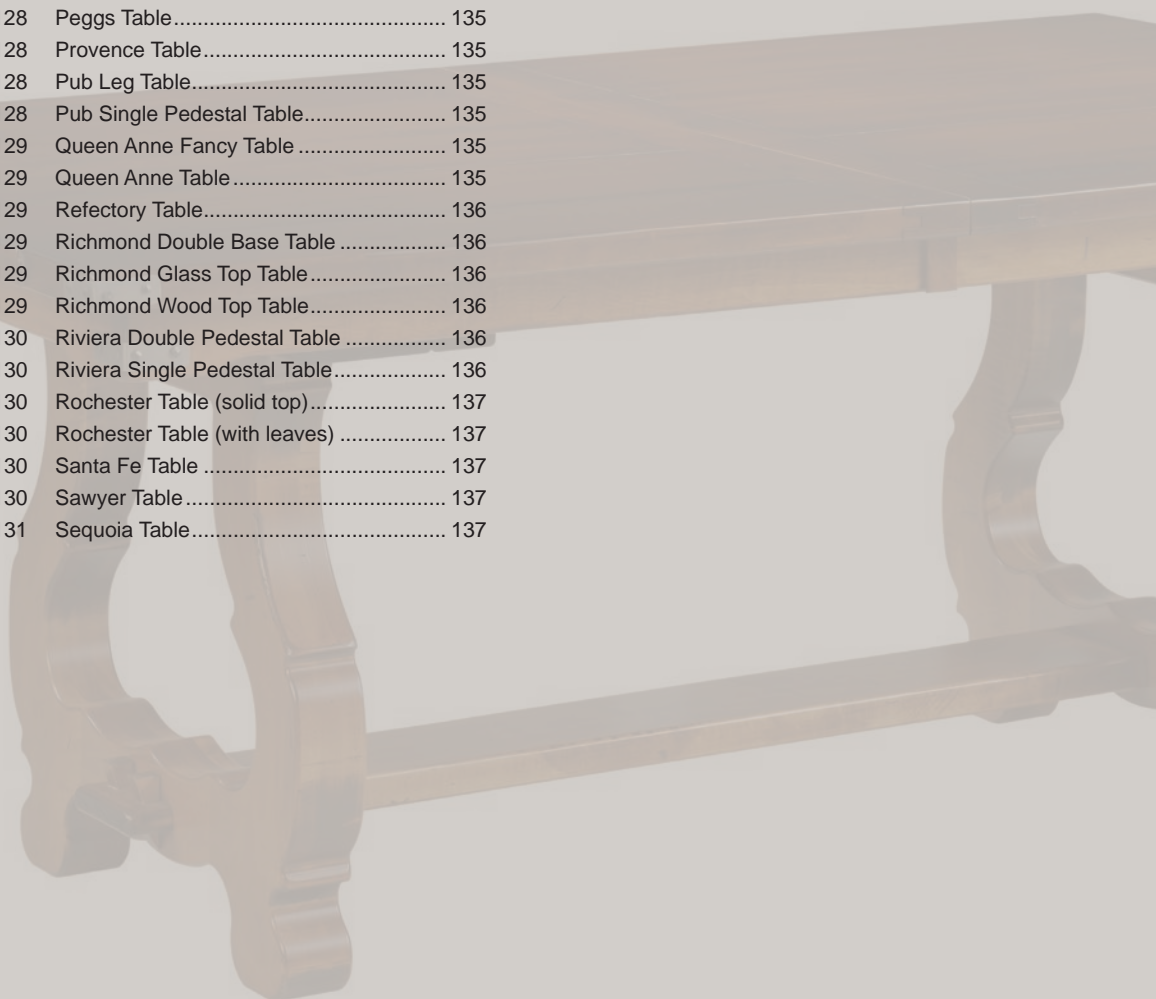 28 Peggs Table.............................................. 135
28 Provence Table......................................... 135
28 Pub Leg Table........................................... 135
28 Pub Single Pedestal Table........................ 135
29 Queen Anne Fancy Table ......................... 135
29 Queen Anne Table .................................... 135
29 Refectory Table......................................... 136
29 Richmond Double Base Table .................. 136
29 Richmond Glass Top Table ....................... 136
29 Richmond Wood Top Table....................... 136
30 Riviera Double Pedestal Table ................. 136
30 Riviera Single Pedestal Table................... 136
30 Rochester Table (solid top)....................... 137
30 Rochester Table (with leaves) .................. 137
30 Santa Fe Table ......................................... 137
30 Sawyer Table ............................................ 137
31 Sequoia Table........................................... 137